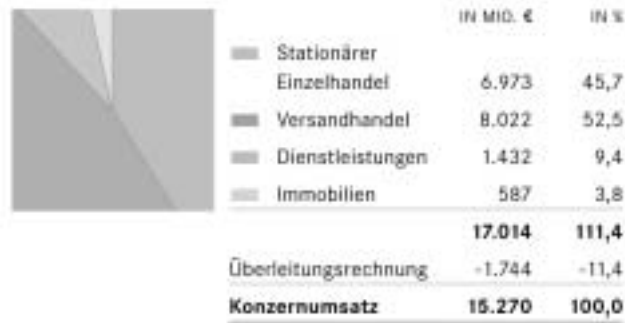 IN MIO. € IN %
Stationärer
Einzelhandel 6.973 45,7
Versandhandel 8.022 52,5
Dienstleistungen 1.432 9,4
Immobilien 587 3,8
17.014 111,4
Überleitungsrechnung -1.744 -11,4
Konzernumsatz 15.270 100,0